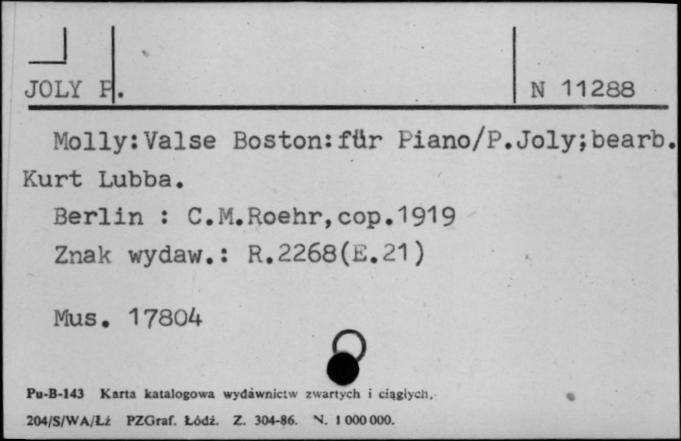 JOLY P.
N 11288
Molly:Valse Boston:für Piano/P.Joly;bearb.
Kurt Lubba.
Berlin : C.M.Roehr,cop.1919
Znak wydaw.: R.2268(E.21)
Mus. 17804
Pu-B-143 Karta katalogowa wydawnictw zwartych i ciągłych.
204/S/WA/Łź PZGraf. Łódź. Z. 304-86. N. 1 000 000.